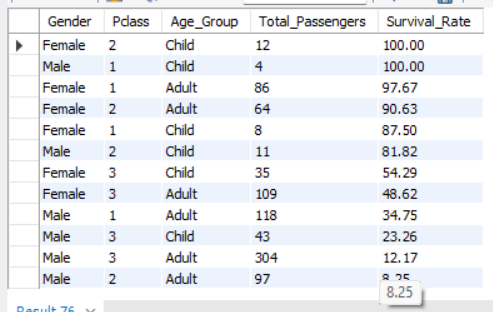 Gender Pclass Age_Group Total_Passengers Survival_Rate
Female 2 Child 12 100.00
Male 1 Child 4 100.00
Female 1 Adult 86 97.67
Female 2 Adult 64 90.63
Female 1 Child 8 87.50
Male 2 Child 11 81.82
Female 3 Child 35 54.29
Female 3 Adult 109 48.62
Male 1 Adult 118 34.75
Male 3 Child 43 23.26
Male 3 Adult 304 12.17
Male 2 Adult 97 8.25
8.25
Result 76